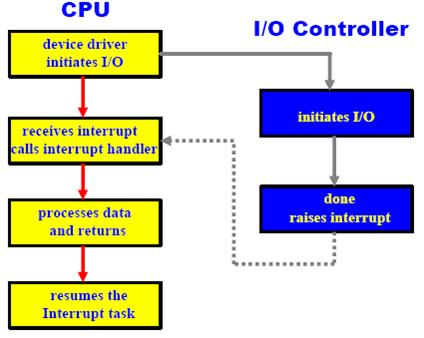 CPU
I/O Controller
device driver
initiates I/O
initiates I/O
receives interrupt
calls interrupt handler
done
raises interrupt
processes data
and returns
resumes the
Interrupt task